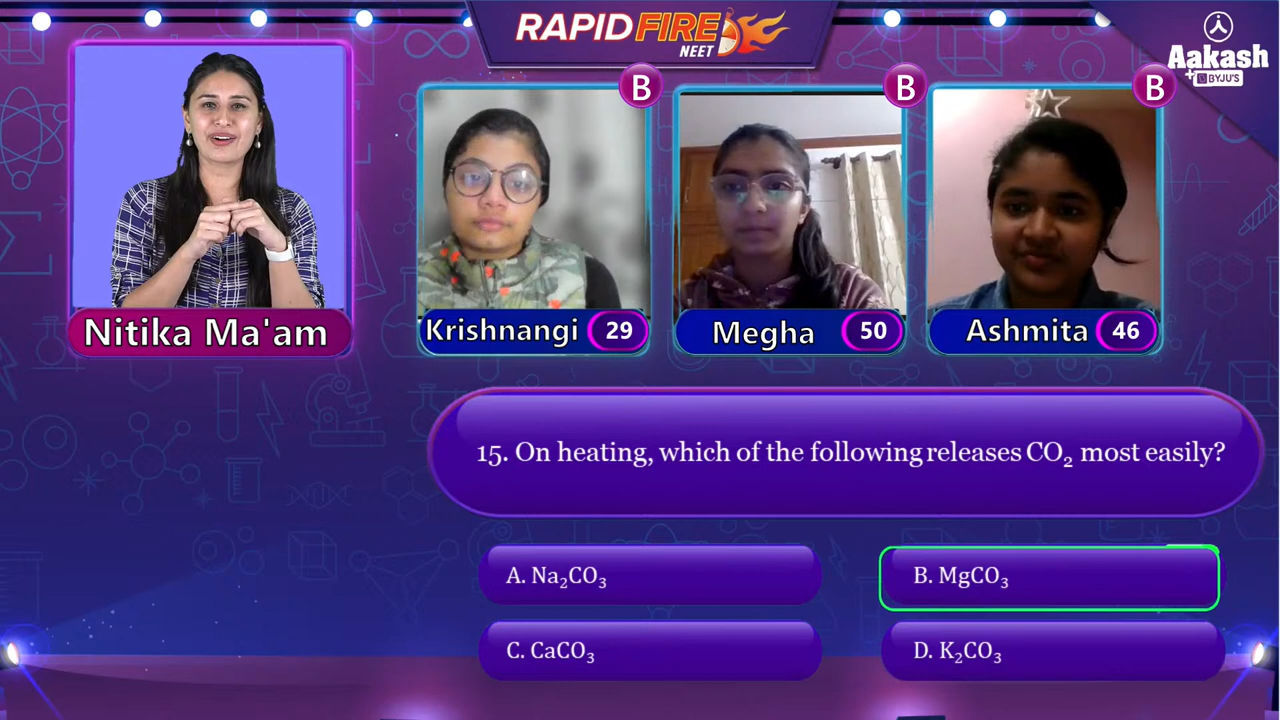 RAPID FIRE
NEET
Aakash
+ BYJU'S
B
B
B
Nitika Ma'am
Krishnangi 29
Megha 50
Ashmita 46
15. On heating, which of the following releases CO₂ most easily?
A. Na₂CO₃
B. MgCO₃
C. CaCO₃
D. K₂CO₃